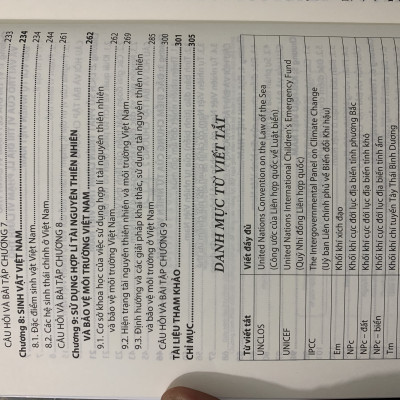 CÂU HỎI VÀ BÀI TẬP CHƯƠNG 7 ... 233
Chương 8: SINH VẬT VIỆT NAM ... 234
8.1. Đặc điểm sinh vật Việt Nam ... 234
8.2. Các hệ sinh thái chính ở Việt Nam ... 244
CÂU HỎI VÀ BÀI TẬP CHƯƠNG 8 ... 261
Chương 9: SỬ DỤNG HỢP LÍ TÀI NGUYÊN THIÊN NHIÊN
VÀ BẢO VỆ MÔI TRƯỜNG VIỆT NAM ... 262
9.1. Cơ sở khoa học của việc sử dụng hợp lí tài nguyên thiên nhiên
và bảo vệ môi trường Việt Nam ... 262
9.2. Hiện trạng tài nguyên thiên nhiên và môi trường Việt Nam ... 269
9.3. Định hướng và các giải pháp khai thác, sử dụng tài nguyên thiên nhiên
và bảo vệ môi trường ở Việt Nam ... 285
CÂU HỎI VÀ BÀI TẬP CHƯƠNG 9 ... 300
TÀI LIỆU THAM KHẢO ... 301
CHỈ MỤC ... 305
DANH MỤC TỪ VIẾT TẮT
Từ viết tắt Viết đầy đủ
UNCLOS United Nations Convention on the Law of the Sea
(Công ước của Liên hợp quốc về Luật biển)
UNICEF United Nations International Children's Emergency Fund
(Quỹ Nhi đồng Liên hợp quốc)
IPCC The Intergovernmental Panel on Climate Change
(Uỷ ban Liên chính phủ về Biến đổi Khí hậu)
Em Khối khí xích đạo
NPc Khối khí cực đới lục địa biến tính phương Bắc
NPc – đất Khối khí cực đới lục địa biến tính khô
NPc – biển Khối khí cực đới lục địa biến tính ẩm
Tm Khối khí chí tuyến Tây Thái Bình Dương